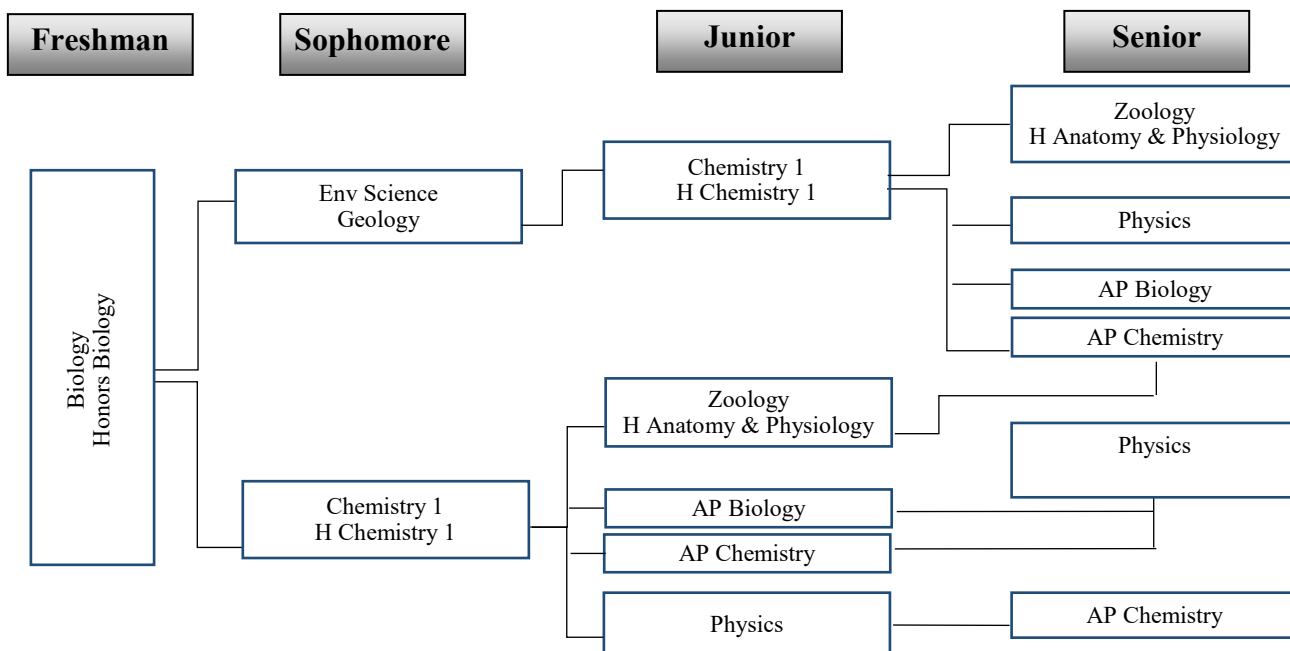 Freshman
Sophomore
Junior
Senior
Biology
Honors Biology
Env Science
Geology
Chemistry 1
H Chemistry 1
Chemistry 1
H Chemistry 1
Zoology
H Anatomy & Physiology
AP Biology
AP Chemistry
Physics
Zoology
H Anatomy & Physiology
Physics
AP Biology
AP Chemistry
Physics
AP Chemistry